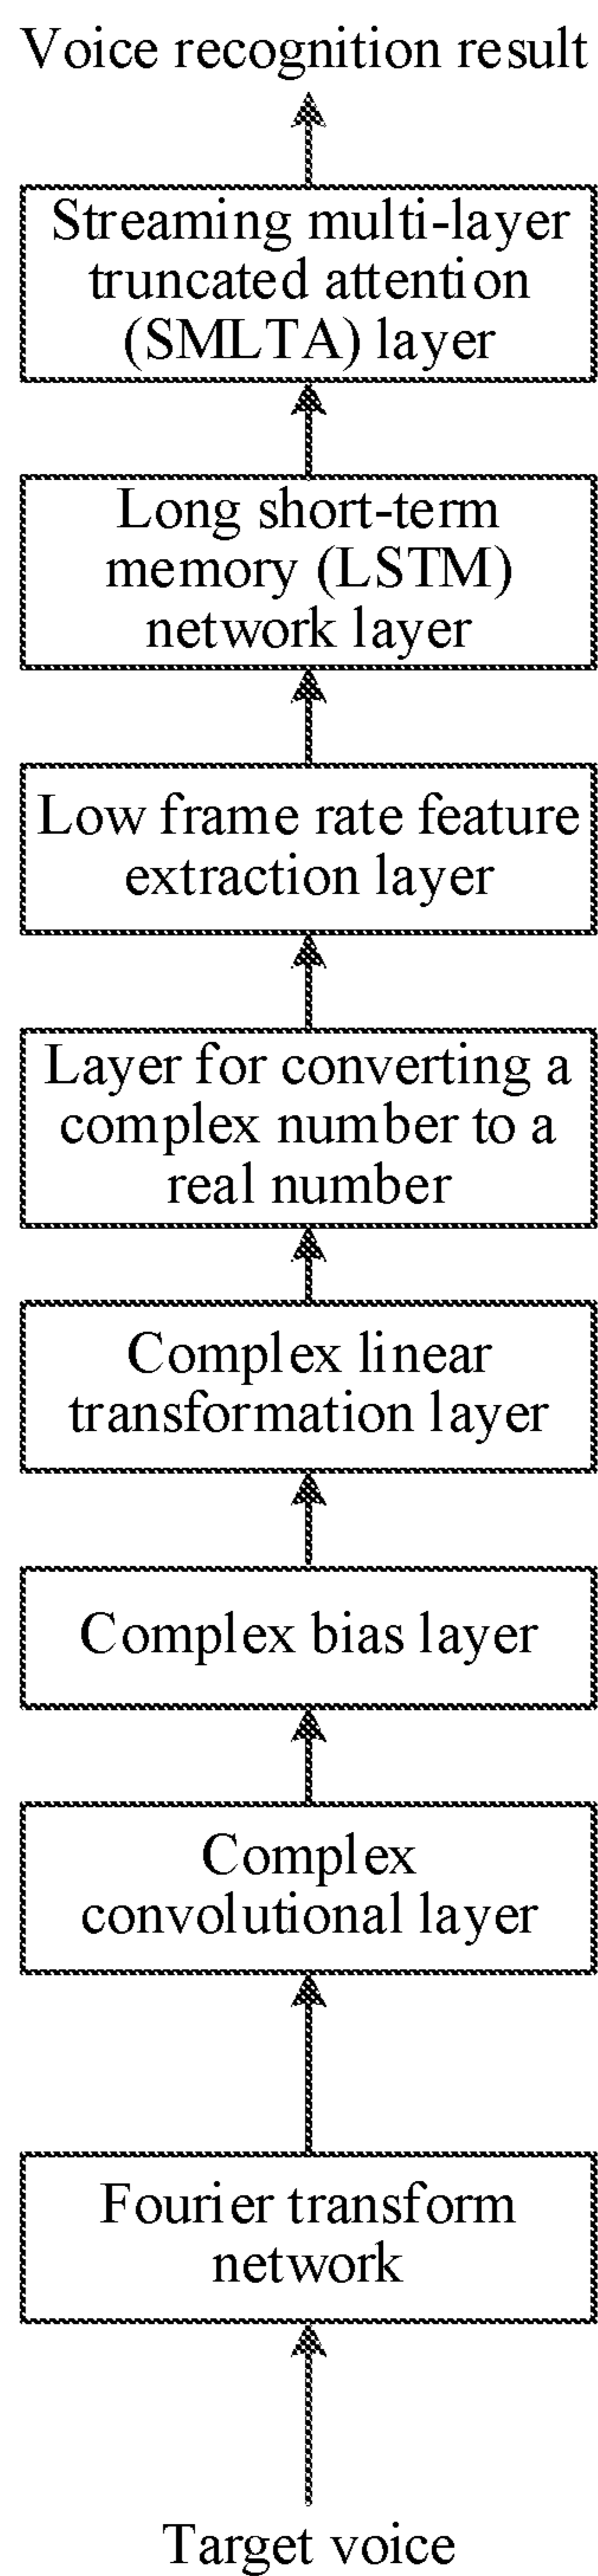 Voice recognition result
Streaming multi-layer
truncated attention
(SMLTA) layer
Long short-term
memory (LSTM)
network layer
Low frame rate feature
extraction layer
Layer for converting a
complex number to a
real number
Complex linear
transformation layer
Complex bias layer
Complex
convolutional layer
Fourier transform
network
Target voice